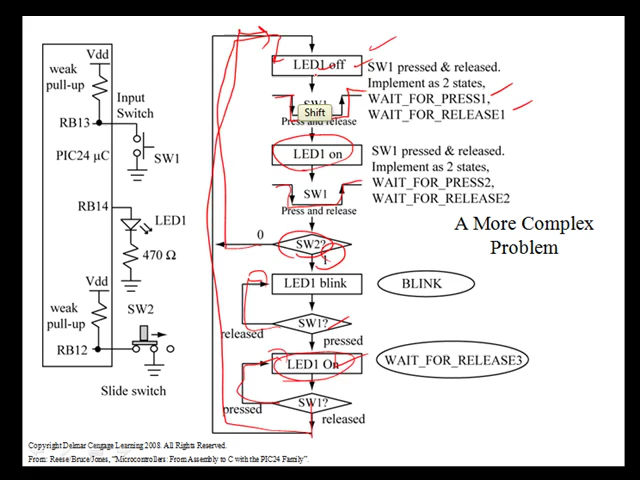 Vdd
weak
pull-up
Input
Switch
RB13
PIC24 µC
SW1
RB14
LED1
470 Ω
Vdd
SW2
weak
pull-up
RB12
Slide switch
LED1 off
SW1 pressed & released.
Implement as 2 states,
WAIT_FOR_PRESS1,
WAIT_FOR_RELEASE1
Shift
Press and release
LED1 on
SW1 pressed & released.
Implement as 2 states,
WAIT_FOR_PRESS2,
WAIT_FOR_RELEASE2
SW1
Press and release
A More Complex
Problem
0
SW2?
1
LED1 blink
BLINK
SW1?
released
pressed
LED1 On
WAIT_FOR_RELEASE3
SW1?
pressed
released
Copyright Delmar Cengage Learning 2008. All Rights Reserved.
From: Reese/Bruce/Jones, "Microcontrollers: From Assembly to C with the PIC24 Family".